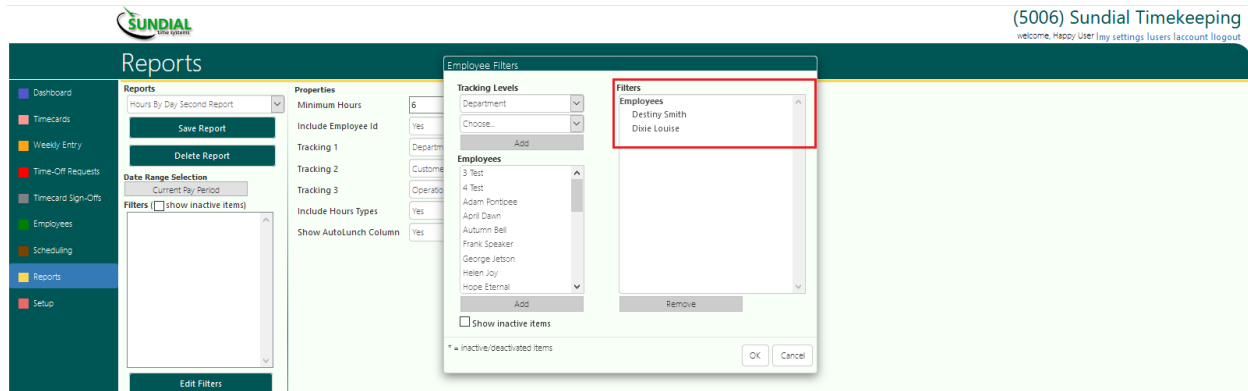 SUNDIAL
time systems
(5006) Sundial Timekeeping
welcome, Happy User |my settings |users |account |logout
Reports
Dashboard
Timecards
Weekly Entry
Time-Off Requests
Timecard Sign-Offs
Employees
Scheduling
Reports
Setup
Reports
Hours By Day Second Report
Save Report
Delete Report
Date Range Selection
Current Pay Period
Filters (show inactive items)
Edit Filters
Properties
Minimum Hours 6
Include Employee Id Yes
Tracking 1 Departm
Tracking 2 Custome
Tracking 3 Operatio
Include Hours Types Yes
Show AutoLunch Column Yes
Employee Filters
Tracking Levels
Department
Choose...
Add
Employees
3 Test
4 Test
Adam Pontipee
April Dawn
Autumn Bell
Frank Speaker
George Jetson
Helen Joy
Hope Eternal
Add
Show inactive items
* = inactive/deactivated items
Filters
Employees
Destiny Smith
Dixie Louise
Remove
OK Cancel